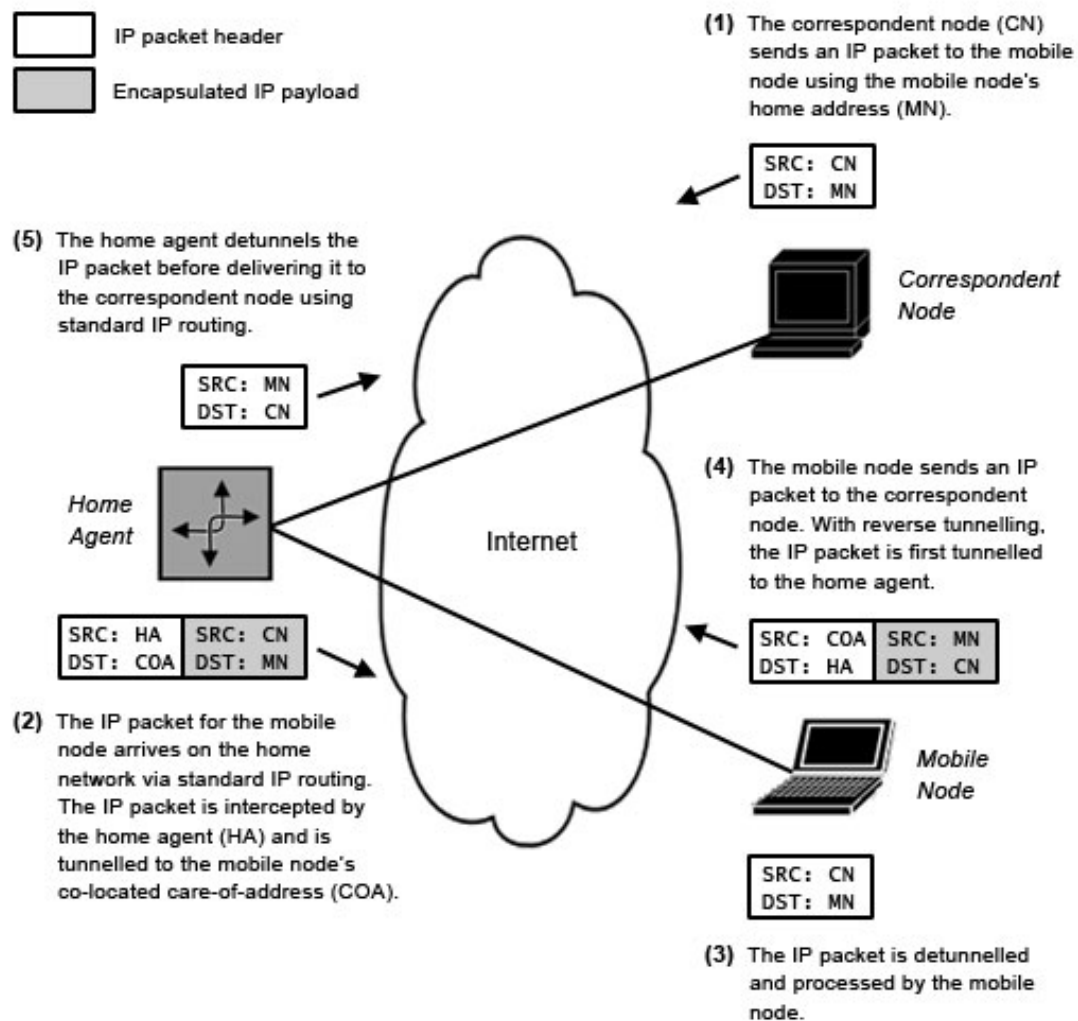 IP packet header
Encapsulated IP payload
(1) The correspondent node (CN)
sends an IP packet to the mobile
node using the mobile node's
home address (MN).
SRC: CN
DST: MN
(5) The home agent detunnels the
IP packet before delivering it to
the correspondent node using
standard IP routing.
SRC: MN
DST: CN
Correspondent
Node
Home
Agent
Internet
(4) The mobile node sends an IP
packet to the correspondent
node. With reverse tunnelling,
the IP packet is first tunnelled
to the home agent.
SRC: HA SRC: CN
DST: COA DST: MN
SRC: COA SRC: MN
DST: HA DST: CN
(2) The IP packet for the mobile
node arrives on the home
network via standard IP routing.
The IP packet is intercepted by
the home agent (HA) and is
tunnelled to the mobile node's
co-located care-of-address (COA).
Mobile
Node
SRC: CN
DST: MN
(3) The IP packet is detunnelled
and processed by the mobile
node.